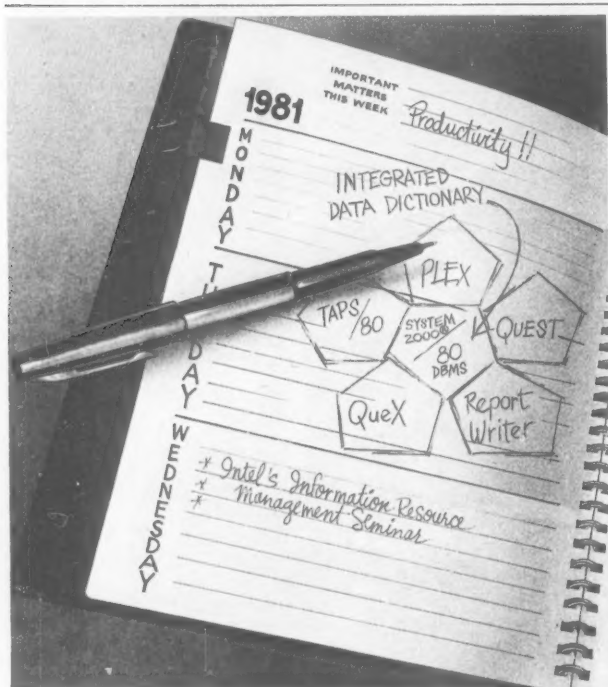 1981
IMPORTANT
MATTERS
THIS WEEK
Productivity!!
MONDAY
INTEGRATED
DATA DICTIONARY
PLEX
TAPS
/80
SYSTEM
2000®
/80
DBMS
QUEST
QueX
Report
Writer
WEDNESDAY
* Intel's Information Resource
* Management Seminar
*